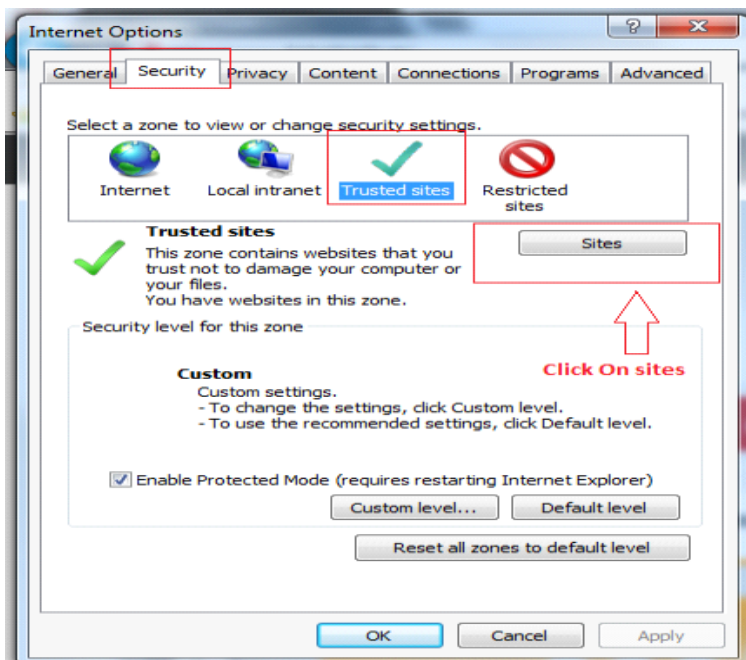 Internet Options
General Security Privacy Content Connections Programs Advanced
Select a zone to view or change security settings.
Internet Local intranet Trusted sites Restricted sites
Trusted sites
Sites
This zone contains websites that you
trust not to damage your computer or
your files.
You have websites in this zone.
Security level for this zone
Click On sites
Custom
Custom settings.
- To change the settings, click Custom level.
- To use the recommended settings, click Default level.
Enable Protected Mode (requires restarting Internet Explorer)
Custom level... Default level
Reset all zones to default level
OK Cancel Apply